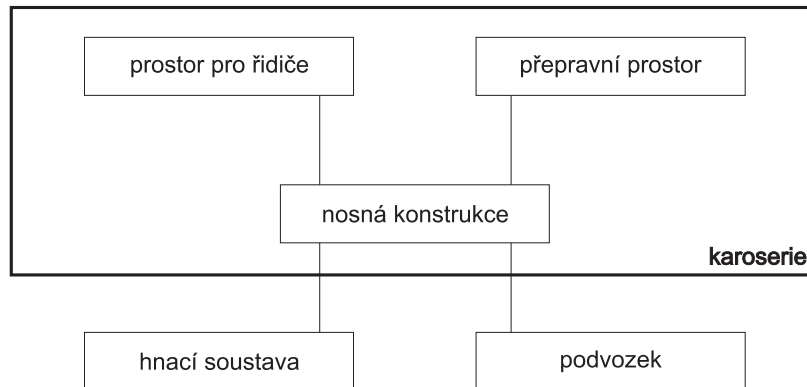 prostor pro řidiče
přepravní prostor
nosná konstrukce
karoserie
hnací soustava
podvozek